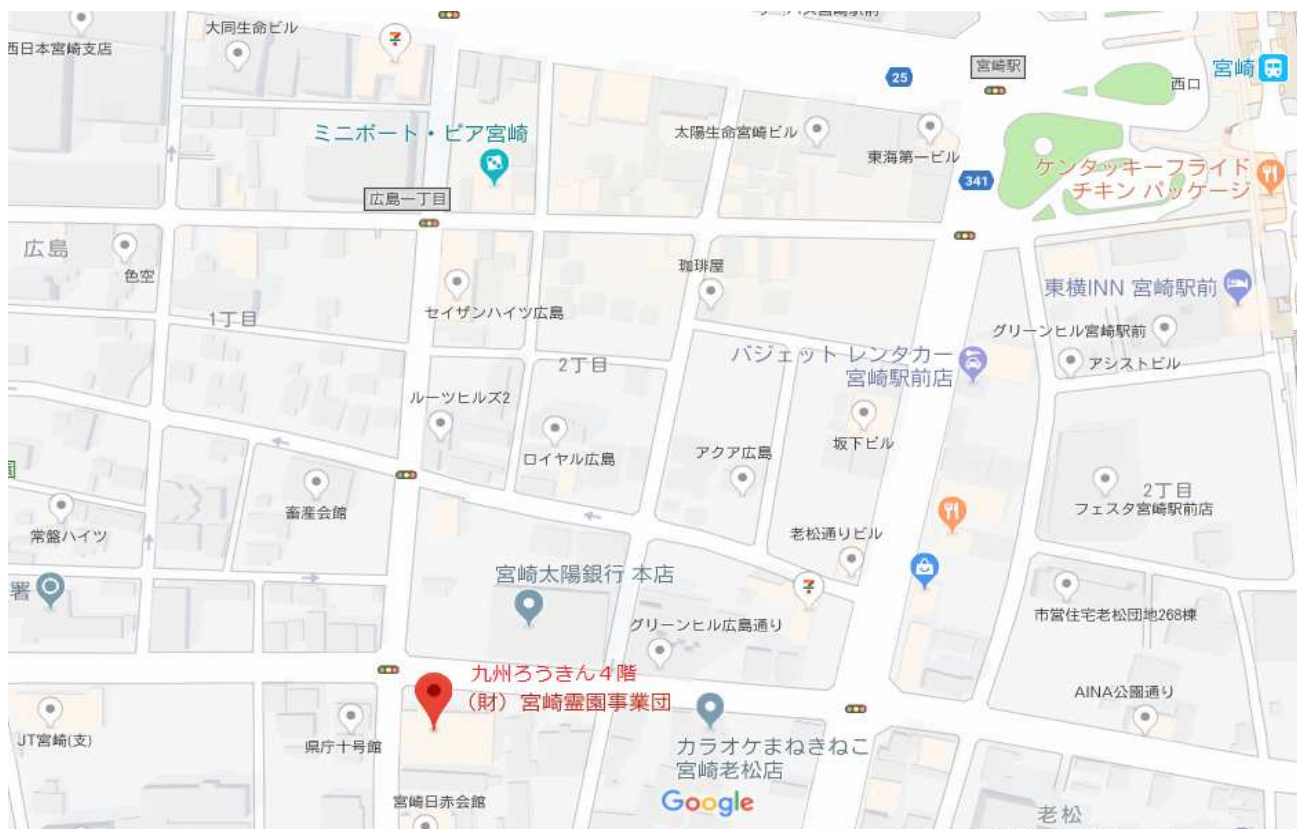 大同生命ビル
西日本宮崎支店
25
宮崎駅
西口
宮崎
ミニボート・ピア宮崎
太陽生命宮崎ビル
東海第一ビル
341
ケンタッキーフライド
チキン パッケージ
広島一丁目
広島
色空
珈琲屋
東横INN 宮崎駅前
セイザンハイツ広島
1丁目
グリーンヒル宮崎駅前
アシストビル
バジェット レンタカー
宮崎駅前店
2丁目
ルーツヒルズ2
坂下ビル
ロイヤル広島
アクア広島
2丁目
フェスタ宮崎駅前店
畜産会館
常盤ハイツ
老松通りビル
宮崎太陽銀行 本店
署
市営住宅老松団地268棟
グリーンヒル広島通り
九州ろうきん4階
(財)宮崎霊園事業団
AINA公園通り
JT宮崎(支)
県庁十号館
カラオケまねきねこ
宮崎老松店
宮崎日赤会館
Google
老松